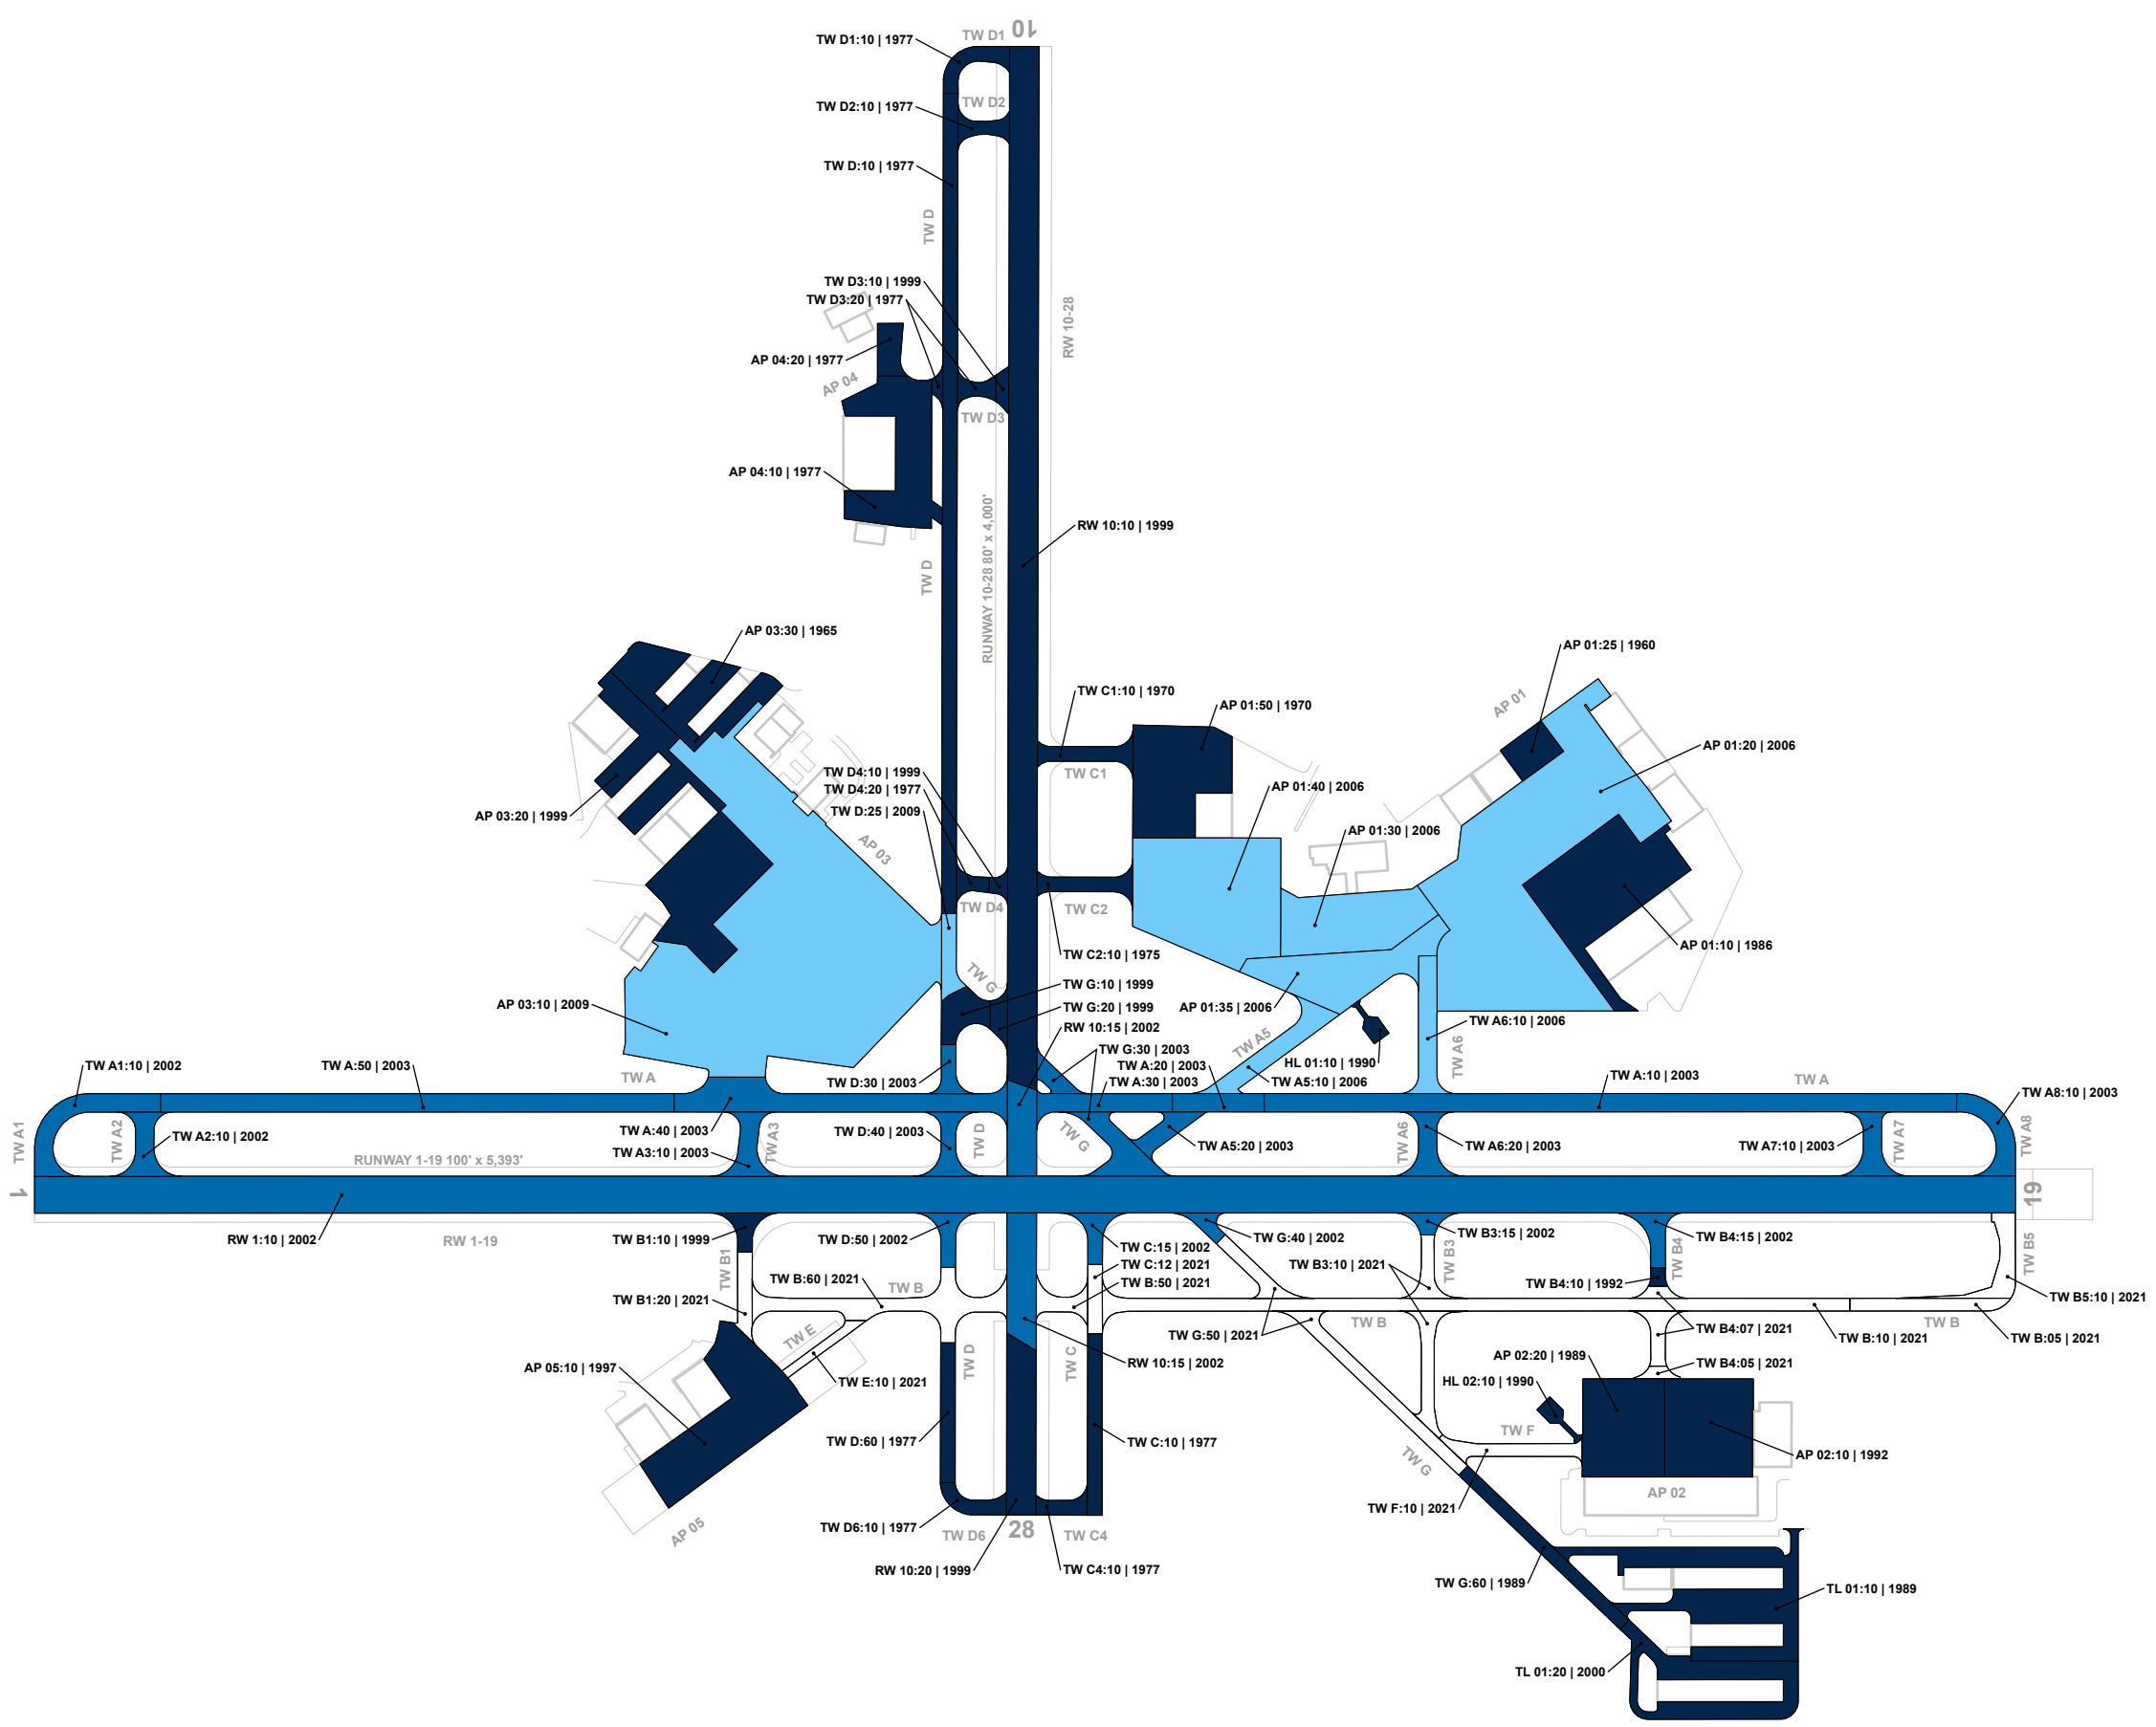 TW D1
10
TW D1:10 | 1977
TW D2
TW D2:10 | 1977
TW D:10 | 1977
TW D
TW D3:10 | 1999
TW D3:20 | 1977
RW 10-28
AP 04:20 | 1977
AP 04
TW D3
AP 04:10 | 1977
RUNWAY 10-28 80' x 4,000'
RW 10:10 | 1999
TW D
AP 03:30 | 1965
AP 01:25 | 1960
TW C1:10 | 1970
AP 01:50 | 1970
AP 01
AP 01:20 | 2006
TW D4:10 | 1999
TW C1
TW D4:20 | 1977
AP 01:40 | 2006
TW D:25 | 2009
AP 03:20 | 1999
AP 01:30 | 2006
AP 03
TW D4
TW C2
AP 01:10 | 1986
TW C2:10 | 1975
TW G
TW G:10 | 1999
AP 03:10 | 2009
TW G:20 | 1999
AP 01:35 | 2006
TW A6:10 | 2006
RW 10:15 | 2002
TW A5
TW A6
TW G:30 | 2003
HL 01:10 | 1990
TW A1:10 | 2002
TW A:50 | 2003
TW A
TW A:20 | 2003
TW D:30 | 2003
TW A:30 | 2003
TW A5:10 | 2006
TW A:10 | 2003
TW A
TW A8:10 | 2003
TW A1
TW A2
TW A2:10 | 2002
TW A:40 | 2003
TW A3
TW D:40 | 2003
TW D
TW G
TW A5:20 | 2003
TW A6
TW A6:20 | 2003
TW A7:10 | 2003
TW A7
TW A8
RUNWAY 1-19 100' x 5,393'
TW A3:10 | 2003
1
19
RW 1:10 | 2002
RW 1-19
TW B1:10 | 1999
TW D:50 | 2002
TW C:15 | 2002
TW G:40 | 2002
TW B3:15 | 2002
TW B4:15 | 2002
TW B1
TW B3
TW B4
TW B5
TW C:12 | 2021
TW B3:10 | 2021
TW B:60 | 2021
TW B
TW B:50 | 2021
TW B4:10 | 1992
TW B1:20 | 2021
TW B5:10 | 2021
TW E
TW G:50 | 2021
TW B
TW B4:07 | 2021
TW B:10 | 2021
TW B
TW B:05 | 2021
AP 05:10 | 1997
TW D
TW C
RW 10:15 | 2002
AP 02:20 | 1989
TW B4:05 | 2021
TW E:10 | 2021
HL 02:10 | 1990
TW D:60 | 1977
TW C:10 | 1977
TW F
AP 02:10 | 1992
TW G
AP 02
TW F:10 | 2021
AP 05
TW D6:10 | 1977
TW D6
28
TW C4
RW 10:20 | 1999
TW C4:10 | 1977
TW G:60 | 1989
TL 01:10 | 1989
TL 01:20 | 2000